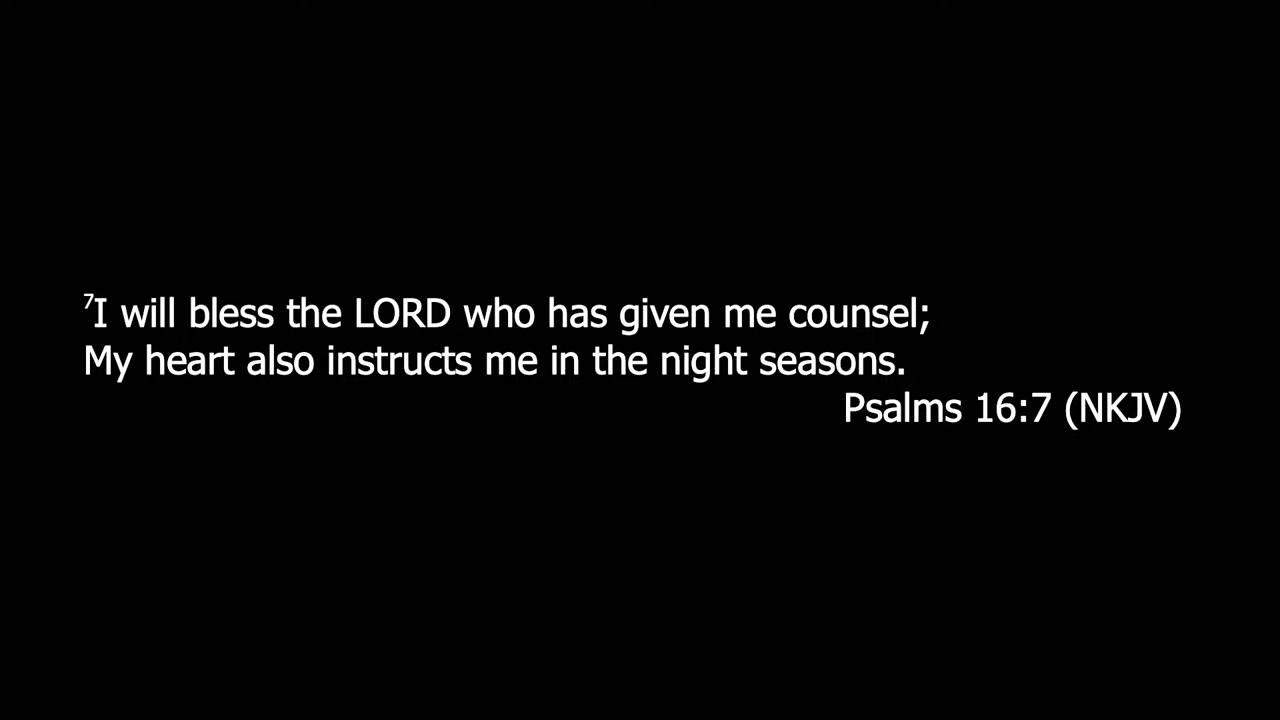 ⁷I will bless the LORD who has given me counsel;
My heart also instructs me in the night seasons.
Psalms 16:7 (NKJV)